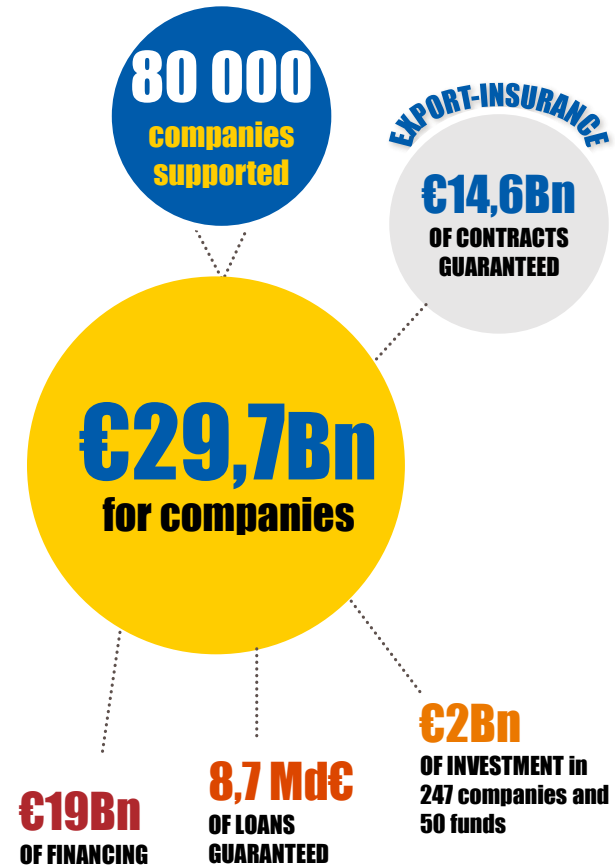 80 000
companies
supported
EXPORT-INSURANCE
€14,6Bn
OF CONTRACTS
GUARANTEED
€29,7Bn
for companies
€19Bn
OF FINANCING
8,7 Md€
OF LOANS
GUARANTEED
€2Bn
OF INVESTMENT in
247 companies and
50 funds